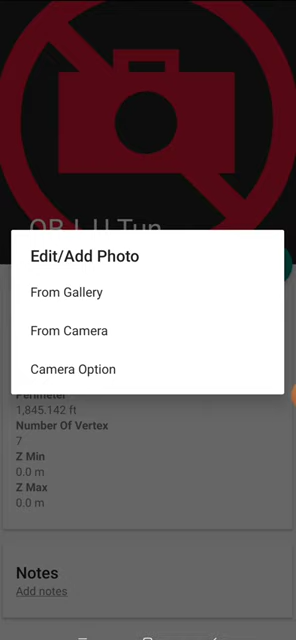 Edit/Add Photo
From Gallery
From Camera
Camera Option
Perimeter
1,845.142 ft
Number Of Vertex
7
Z Min
0.0 m
Z Max
0.0 m
Notes
Add notes